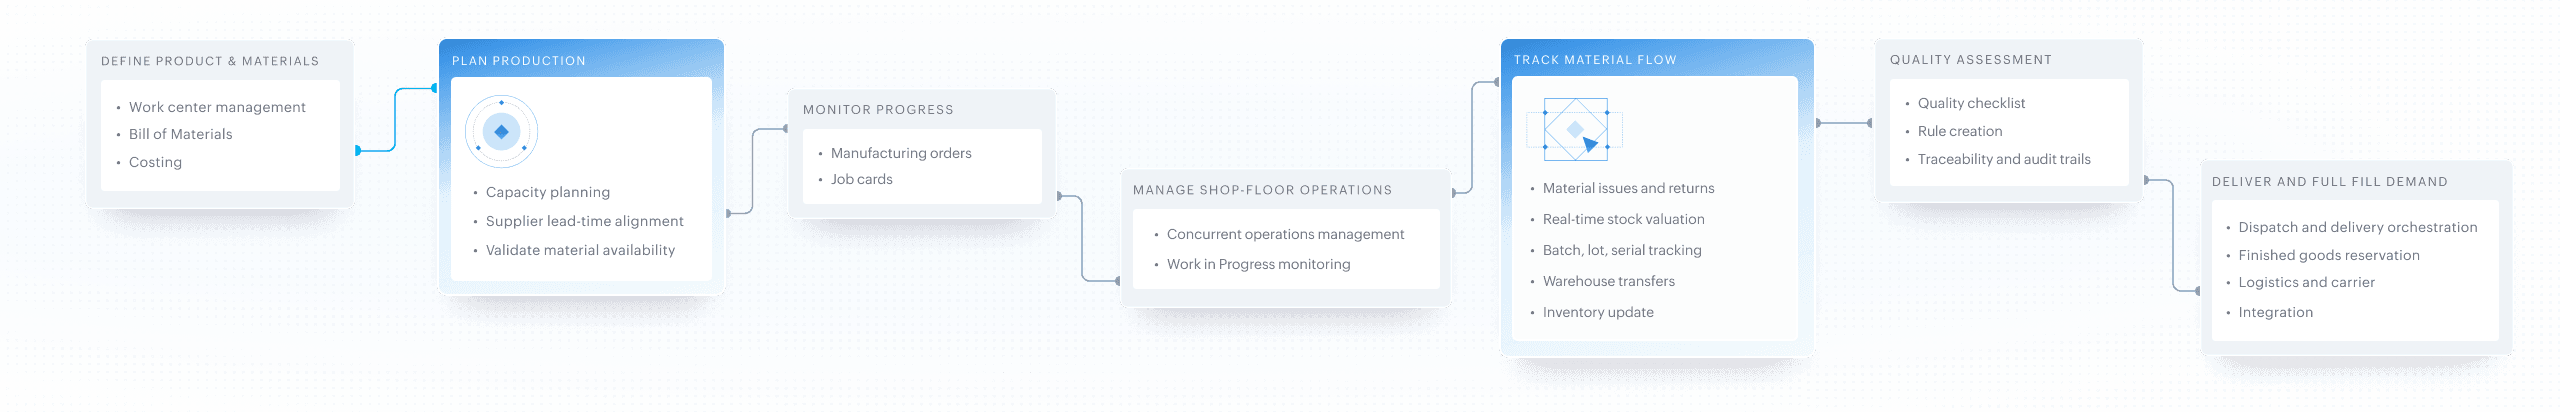 DEFINE PRODUCT & MATERIALS
• Work center management
• Bill of Materials
• Costing
PLAN PRODUCTION
• Capacity planning
• Supplier lead-time alignment
• Validate material availability
MONITOR PROGRESS
• Manufacturing orders
• Job cards
MANAGE SHOP-FLOOR OPERATIONS
• Concurrent operations management
• Work in Progress monitoring
TRACK MATERIAL FLOW
• Material issues and returns
• Real-time stock valuation
• Batch, lot, serial tracking
• Warehouse transfers
• Inventory update
QUALITY ASSESSMENT
• Quality checklist
• Rule creation
• Traceability and audit trails
DELIVER AND FULL FILL DEMAND
• Dispatch and delivery orchestration
• Finished goods reservation
• Logistics and carrier
• Integration